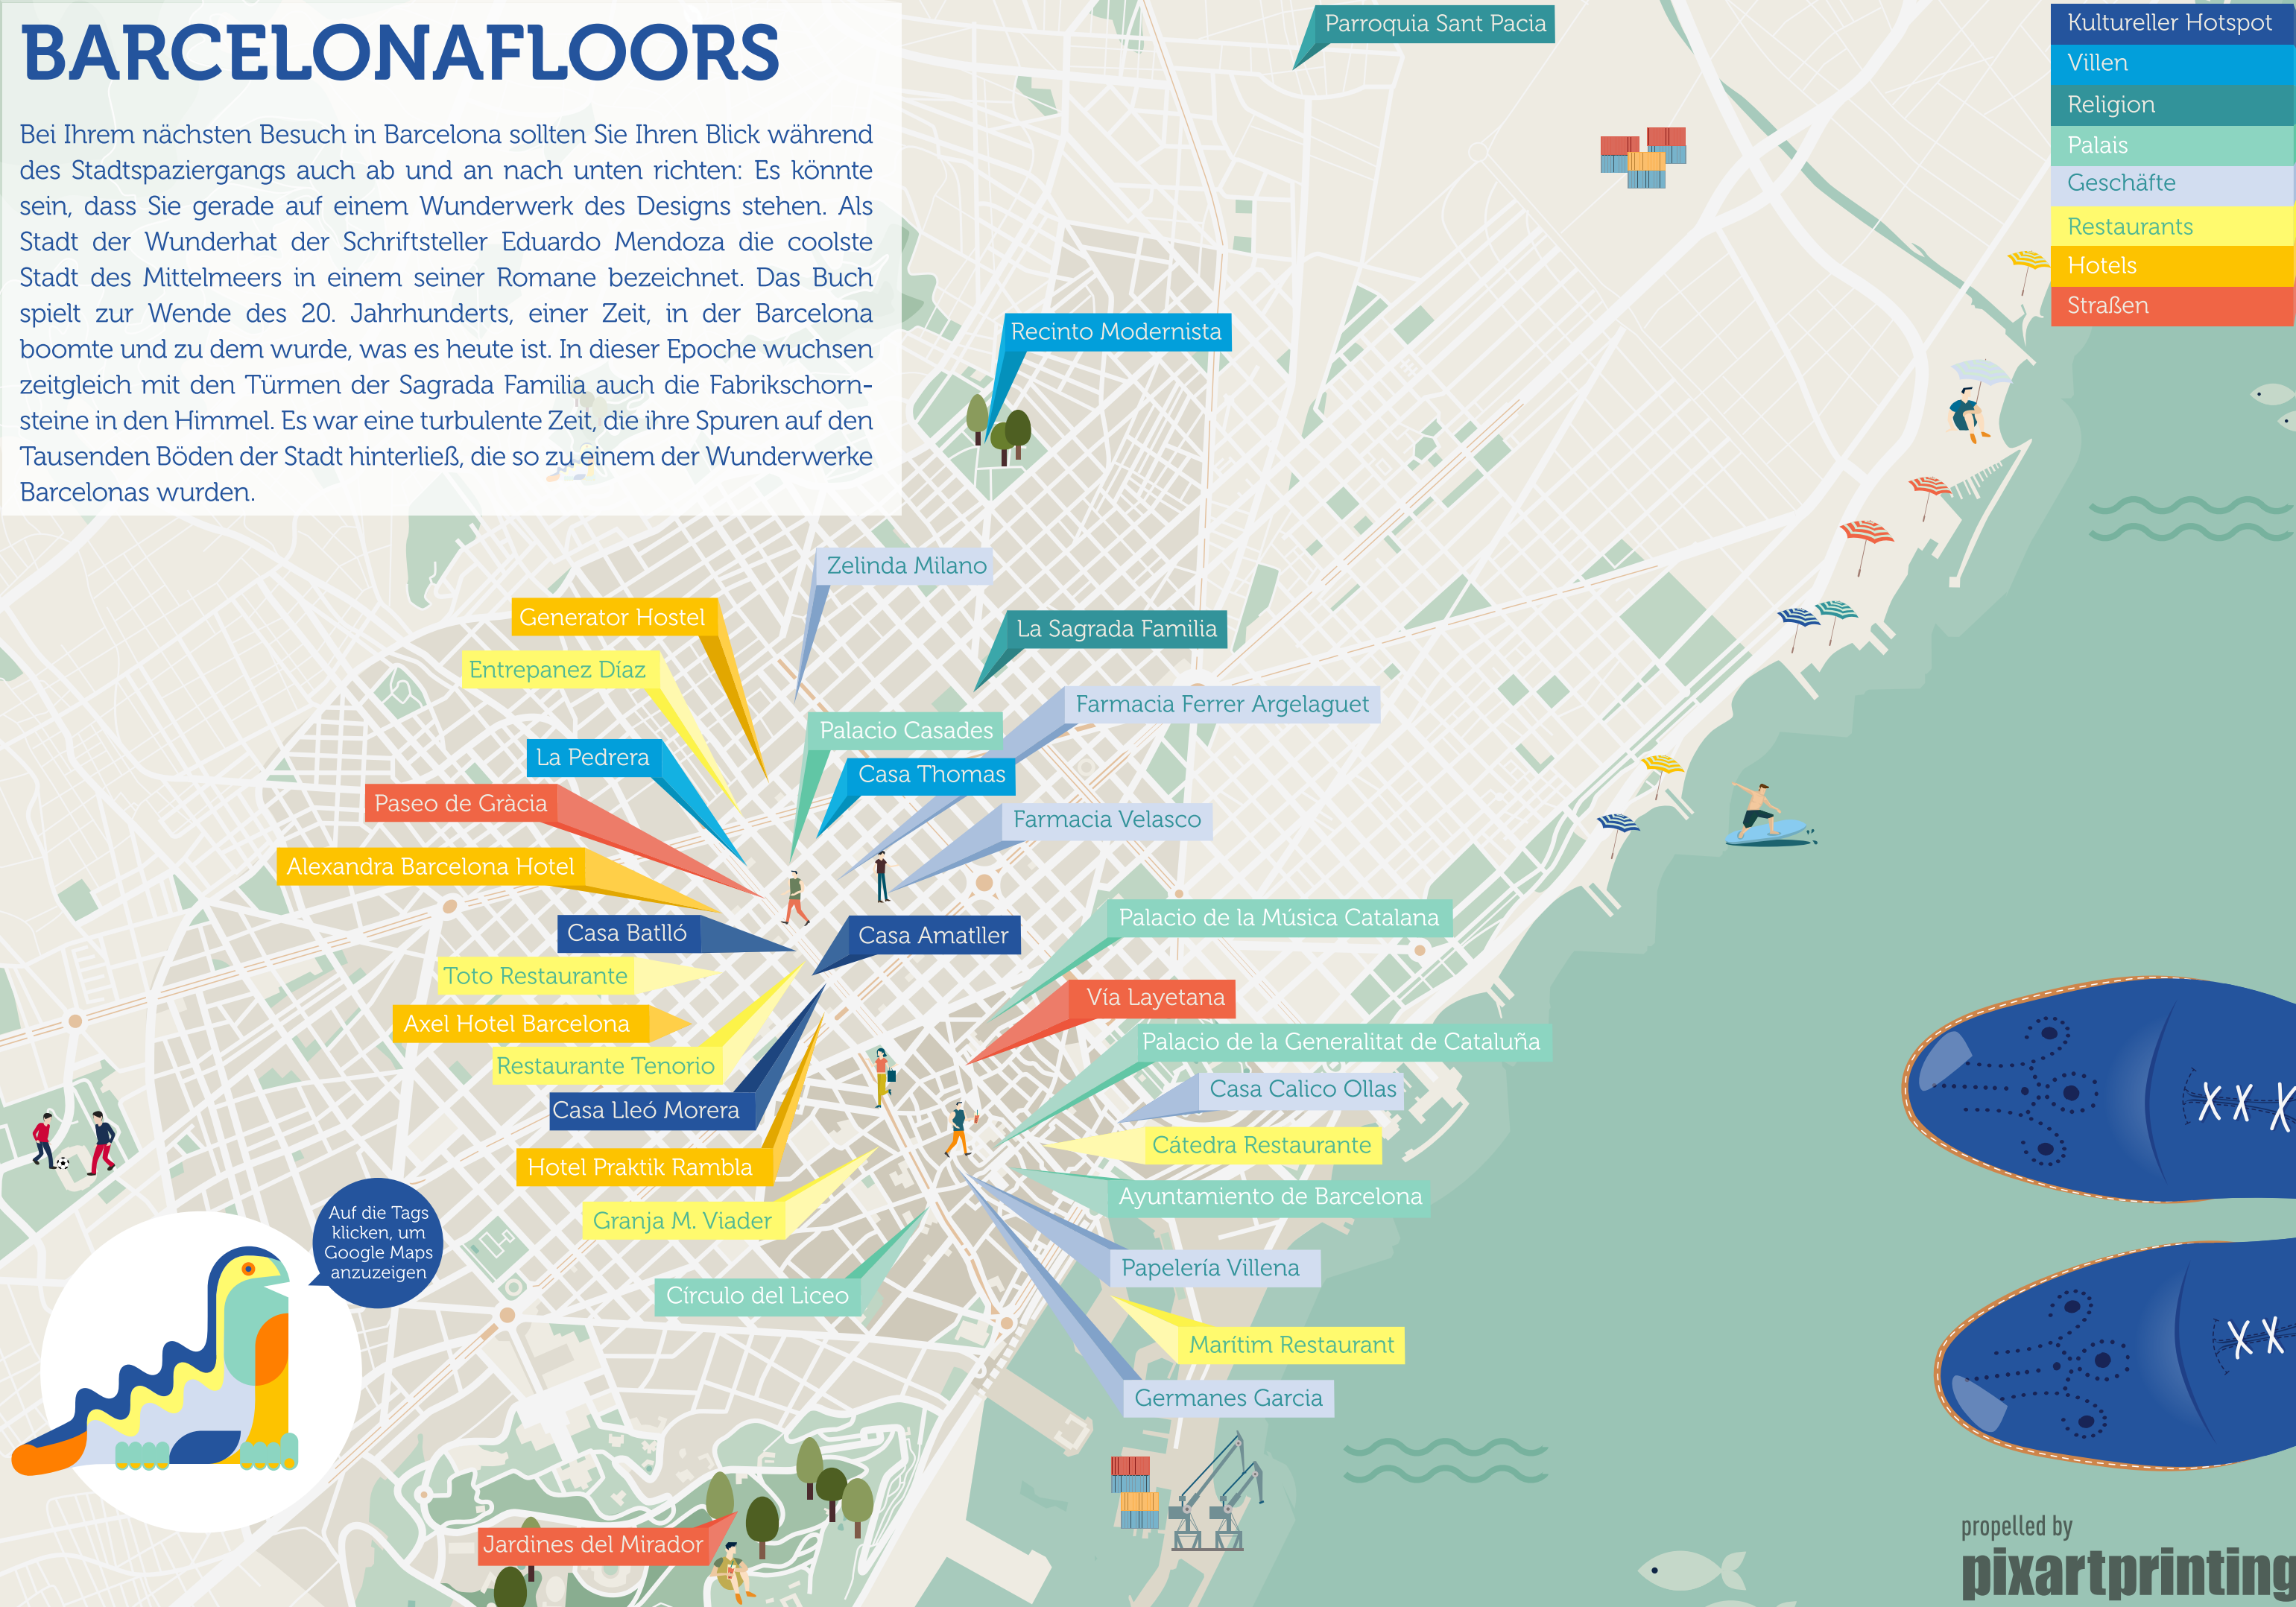 BARCELONAFLOORS
Bei Ihrem nächsten Besuch in Barcelona sollten Sie Ihren Blick während
des Stadtspaziergangs auch ab und an nach unten richten: Es könnte
sein, dass Sie gerade auf einem Wunderwerk des Designs stehen. Als
Stadt der Wunderhat der Schriftsteller Eduardo Mendoza die coolste
Stadt des Mittelmeers in einem seiner Romane bezeichnet. Das Buch
spielt zur Wende des 20. Jahrhunderts, einer Zeit, in der Barcelona
boomte und zu dem wurde, was es heute ist. In dieser Epoche wuchsen
zeitgleich mit den Türmen der Sagrada Familia auch die Fabrikschorn-
steine in den Himmel. Es war eine turbulente Zeit, die ihre Spuren auf den
Tausenden Böden der Stadt hinterließ, die so zu einem der Wunderwerke
Barcelonas wurden.
Kultureller Hotspot
Villen
Religion
Palais
Geschäfte
Restaurants
Hotels
Straßen
Parroquia Sant Pacia
Recinto Modernista
Zelinda Milano
Generator Hostel
La Sagrada Familia
Entrepanez Díaz
Farmacia Ferrer Argelaguet
Palacio Casades
La Pedrera
Casa Thomas
Paseo de Gràcia
Farmacia Velasco
Alexandra Barcelona Hotel
Palacio de la Música Catalana
Casa Batlló
Casa Amatller
Toto Restaurante
Vía Layetana
Axel Hotel Barcelona
Palacio de la Generalitat de Cataluña
Restaurante Tenorio
Casa Calico Ollas
Casa Lleó Morera
Cátedra Restaurante
Hotel Praktik Rambla
Ayuntamiento de Barcelona
Granja M. Viader
Papelería Villena
Círculo del Liceo
Marítim Restaurant
Germanes Garcia
Jardines del Mirador
Auf die Tags
klicken, um
Google Maps
anzuzeigen
propelled by
pixartprinting